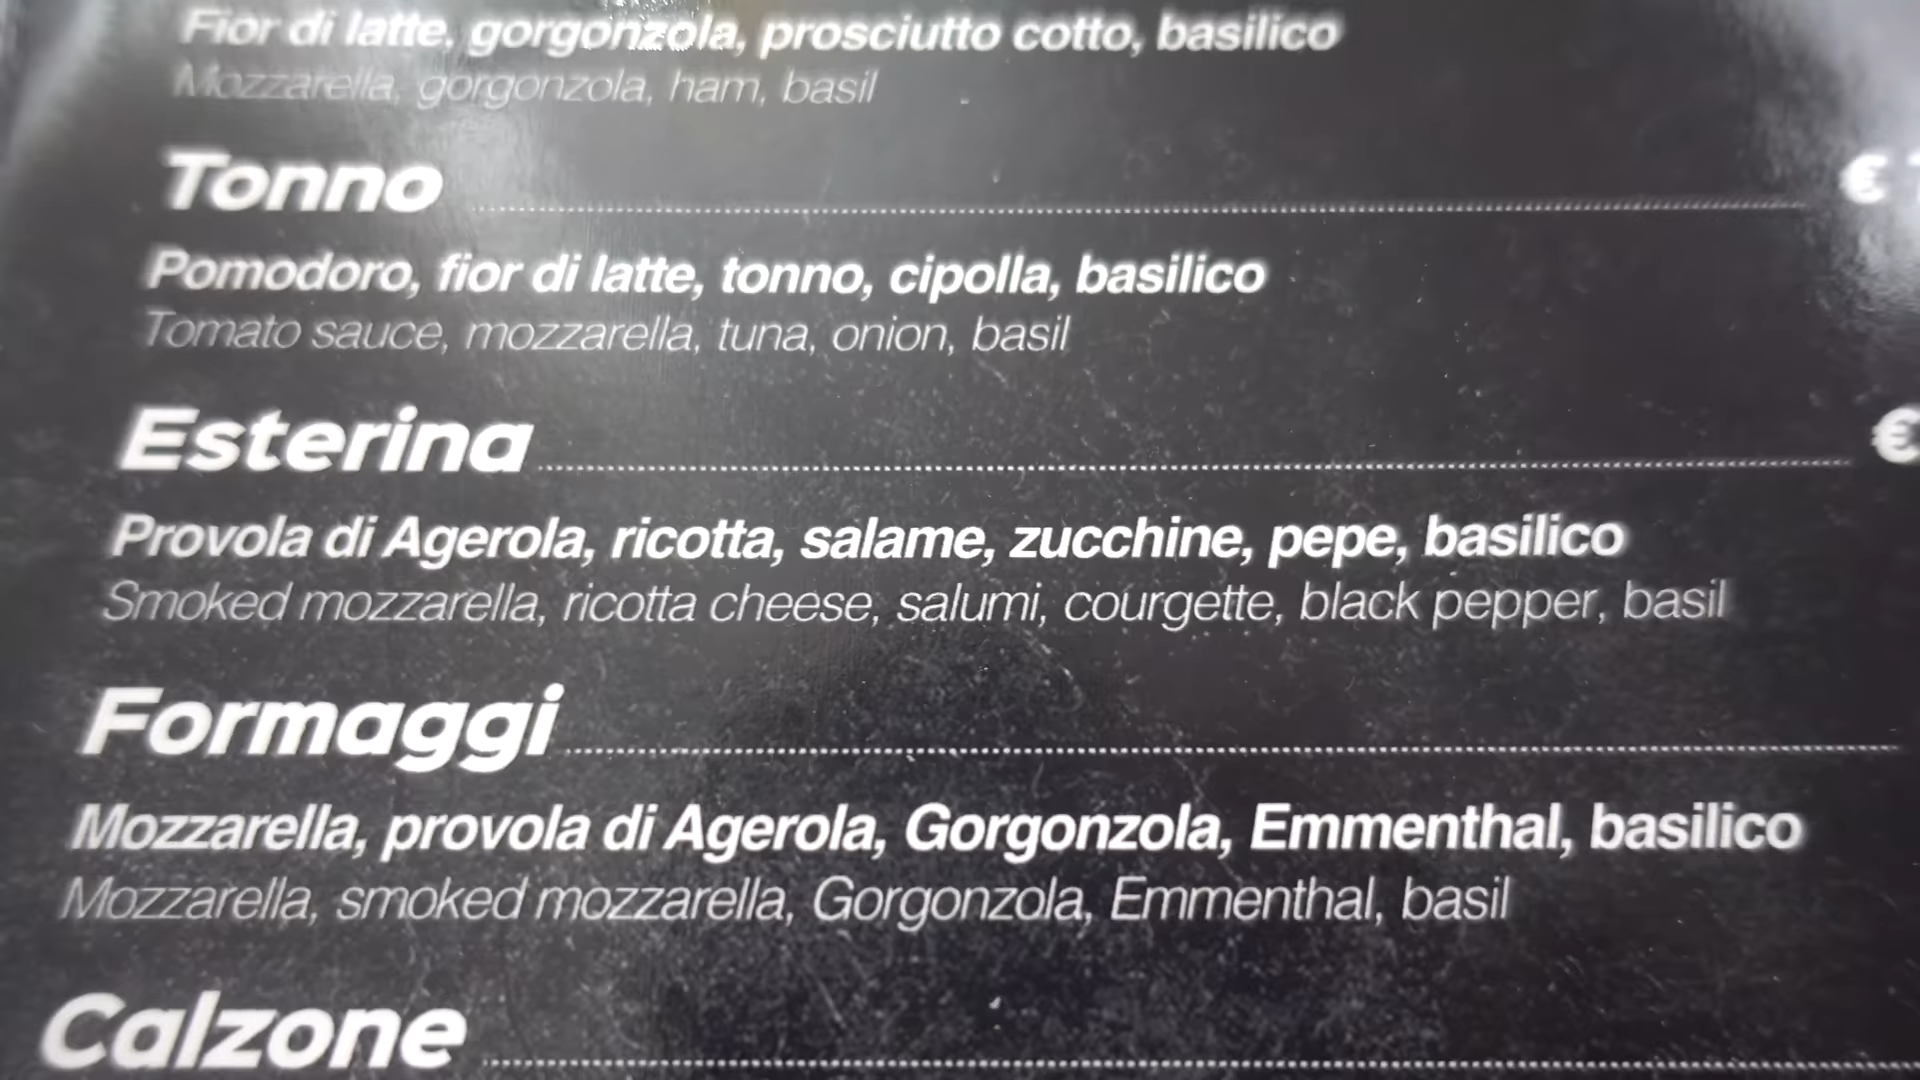 Fior di latte, gorgonzola, prosciutto cotto, basilico
Mozzarella, gorgonzola, ham, basil
Tonno €
Pomodoro, fior di latte, tonno, cipolla, basilico
Tomato sauce, mozzarella, tuna, onion, basil
Esterina €
Provola di Agerola, ricotta, salame, zucchine, pepe, basilico
Smoked mozzarella, ricotta cheese, salumi, courgette, black pepper, basil
Formaggi
Mozzarella, provola di Agerola, Gorgonzola, Emmenthal, basilico
Mozzarella, smoked mozzarella, Gorgonzola, Emmenthal, basil
Calzone